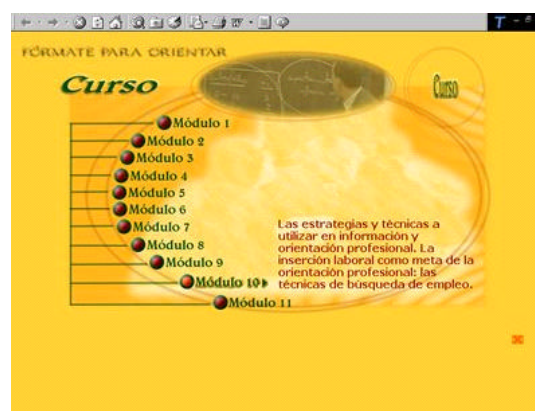 FÓRMATE PARA ORIENTAR
Curso
Curso
Módulo 1
Módulo 2
Módulo 3
Módulo 4
Módulo 5
Módulo 6
Módulo 7
Módulo 8
Módulo 9
Módulo 10
Módulo 11
Las estrategias y técnicas a
utilizar en información y
orientación profesional. La
inserción laboral como meta de la
orientación profesional: las
técnicas de búsqueda de empleo.